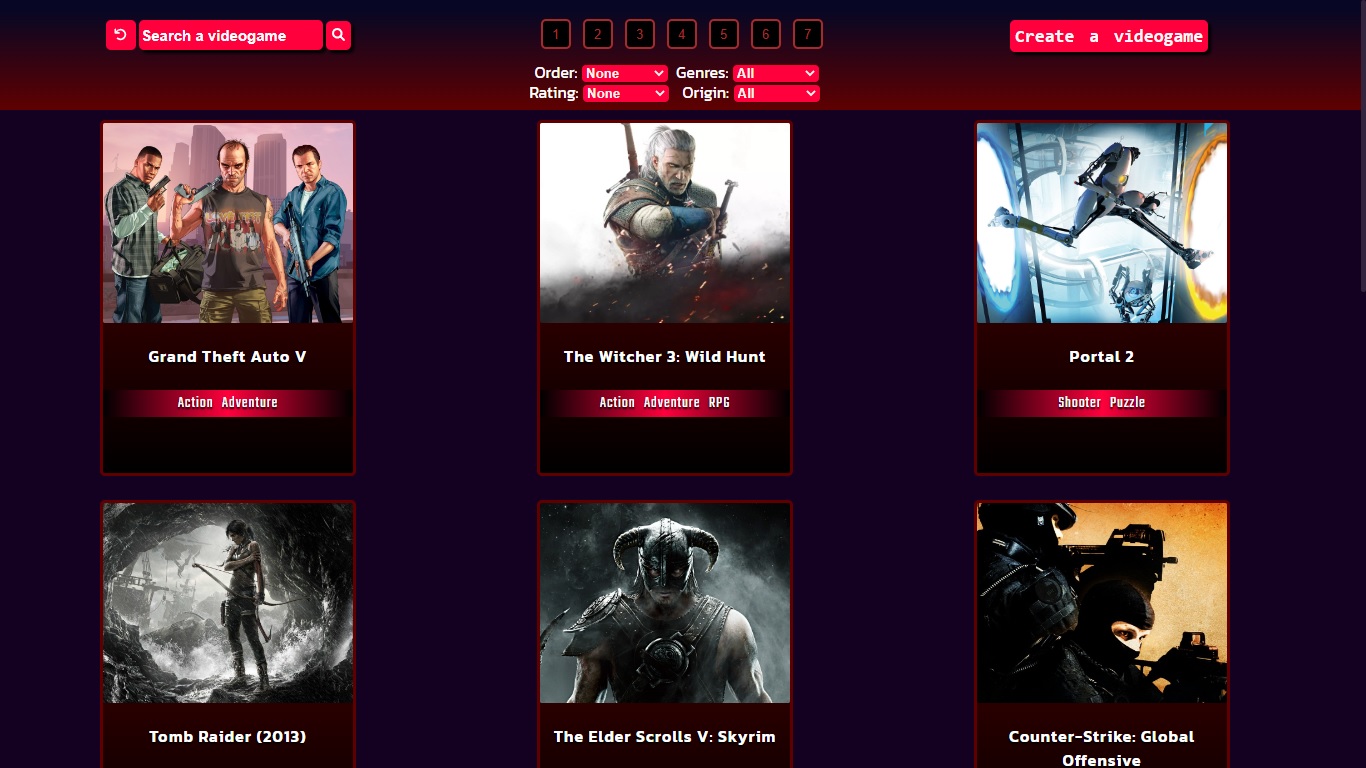 Search a videogame
1 2 3 4 5 6 7
Create a videogame
Order: None Genres: All
Rating: None Origin: All
Grand Theft Auto V
Action Adventure
The Witcher 3: Wild Hunt
Action Adventure RPG
Portal 2
Shooter Puzzle
Tomb Raider (2013)
The Elder Scrolls V: Skyrim
Counter-Strike: Global
Offensive